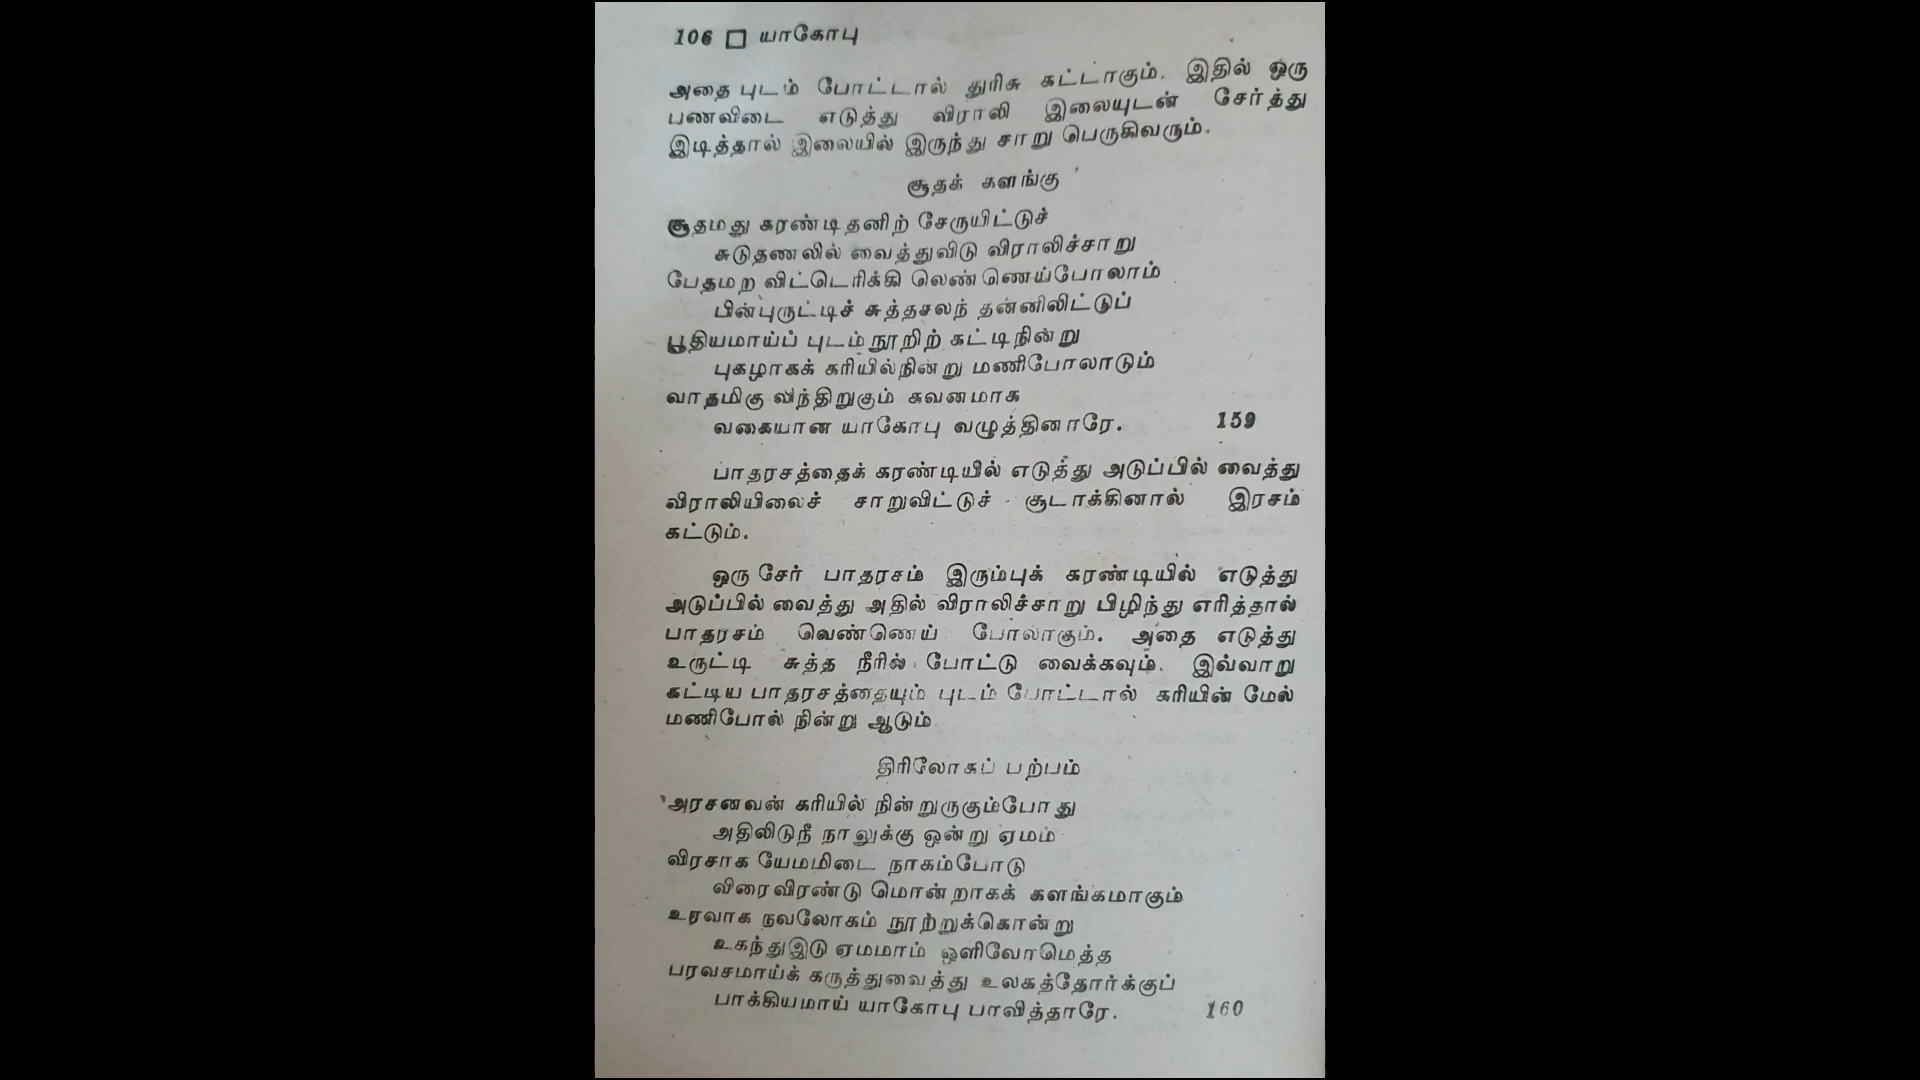 106 □ யாகோபு
அதை புடம் போட்டால் துரிசு கட்டாகும். இதில் ஒரு
பணவிடை எடுத்து விராலி இலையுடன் சேர்த்து
இடித்தால் இலையில் இருந்து சாறு பெருகிவரும்.
சூதக் களங்கு
சூதமது கரண்டிதனிற் சேருயிட்டுச்
சுடுதணலில் வைத்துவிடு விராலிச்சாறு
பேதமற விட்டெரிக்கி லெண்ணெய்போலாம்
பின்புருட்டிச் சுத்தசலந் தன்னிலிட்டுப்
பூதியமாய்ப் புடம்நூறிற் கட்டிநின்று
புகழாகக் கரியில்நின்று மணிபோலாடும்
வாதமிகு விந்திறுகும் கவனமாக
வகையான யாகோபு வழுத்தினாரே. 159
பாதரசத்தைக் கரண்டியில் எடுத்து அடுப்பில் வைத்து
விராலியிலைச் சாறுவிட்டுச் சூடாக்கினால் இரசம்
கட்டும்.
ஒரு சேர் பாதரசம் இரும்புக் கரண்டியில் எடுத்து
அடுப்பில் வைத்து அதில் விராலிச்சாறு பிழிந்து எரித்தால்
பாதரசம் வெண்ணெய் போலாகும். அதை எடுத்து
உருட்டி சுத்த நீரில் போட்டு வைக்கவும். இவ்வாறு
கட்டிய பாதரசத்தையும் புடம் போட்டால் கரியின் மேல்
மணிபோல் நின்று ஆடும்
திரிலோகப் பற்பம்
அரசனவன் கரியில் நின்றுருகும்போது
அதிலிடுநீ நாலுக்கு ஒன்று ஏமம்
விரசாக யேமமிடை நாகம்போடு
விரைவிரண்டு மொன்றாகக் களங்கமாகும்
உரவாக நவலோகம் நூற்றுக்கொன்று
உகந்துஇடு ஏமமாம் ஒளிவோமெத்த
பரவசமாய்க் கருத்துவைத்து உலகத்தோர்க்குப்
பாக்கியமாய் யாகோபு பாவித்தாரே. 160